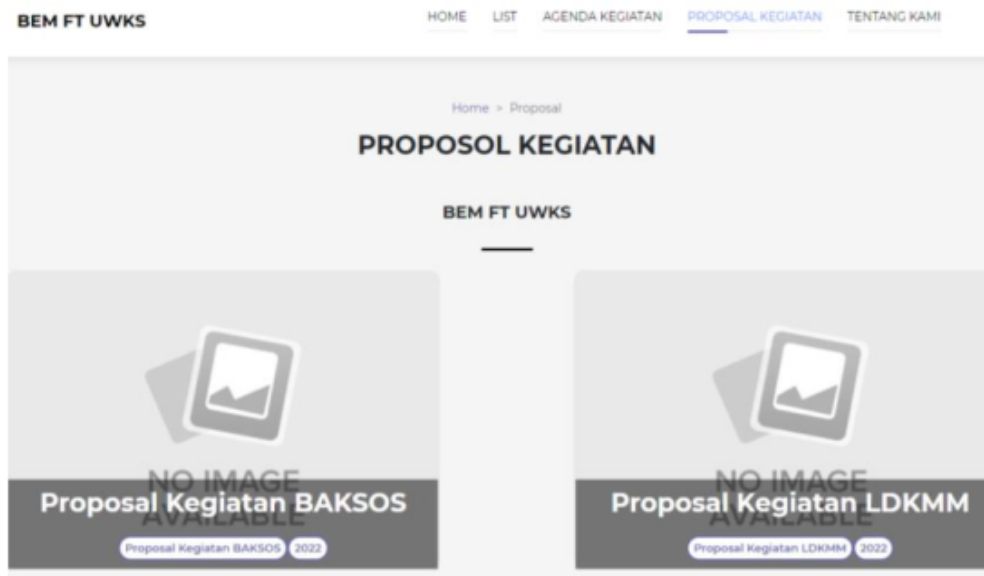 BEM FT UWKS
HOME LIST AGENDA KEGIATAN PROPOSAL KEGIATAN TENTANG KAMI
Home > Proposal
PROPOSOL KEGIATAN
BEM FT UWKS
NO IMAGE AVAILABLE
Proposal Kegiatan BAKSOS
Proposal Kegiatan BAKSOS 2022
NO IMAGE AVAILABLE
Proposal Kegiatan LDKMM
Proposal Kegiatan LDKMM 2022